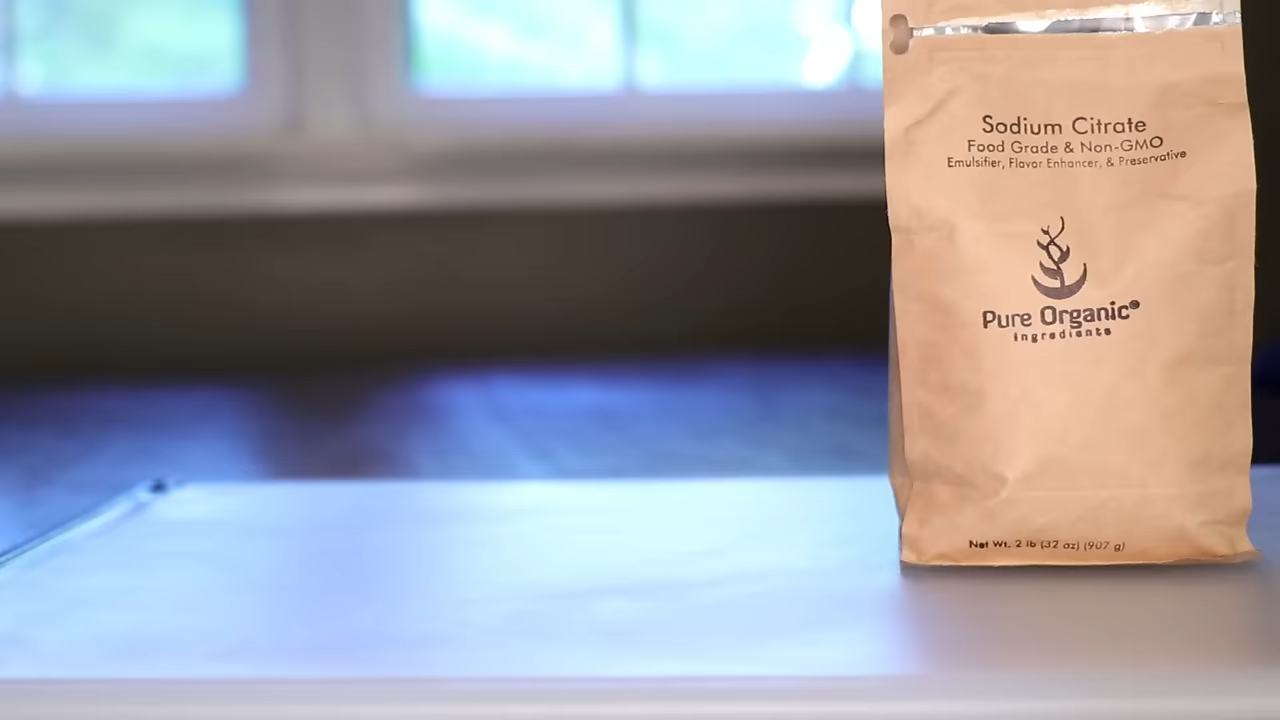 Sodium Citrate
Food Grade & Non-GMO
Emulsifier, Flavor Enhancer, & Preservative
Pure Organic®
ingredients
Net Wt. 2 lb (32 oz) (907 g)